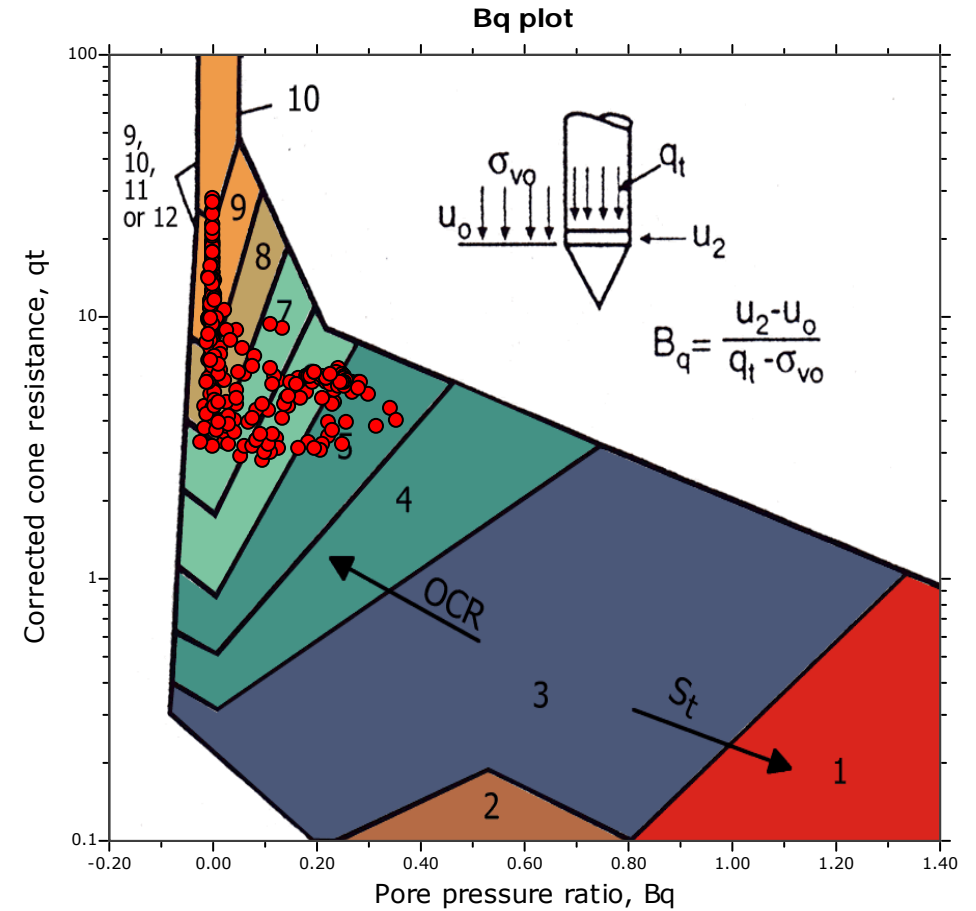 Bq plot
Corrected cone resistance, qt
100
10
1
0.1
-0.20
0.00
0.20
0.40
0.60
0.80
1.00
1.20
1.40
Pore pressure ratio, Bq
10
9,
10,
11
or 12
9
8
7
5
4
3
2
1
OCR
St
σvo
qt
uo
u2
Bq= u2-uo
qt -σvo